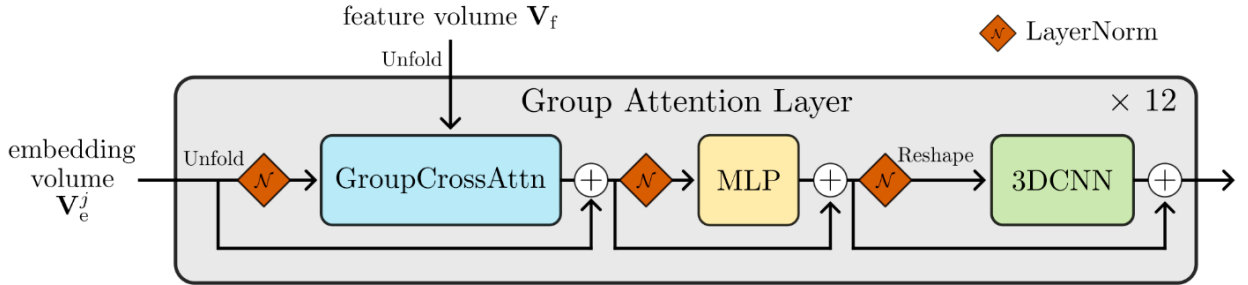 feature volume V_f
Unfold
N LayerNorm
Group Attention Layer × 12
embedding
volume
V_e^j
Unfold
N
GroupCrossAttn
+
N
MLP
+
N
Reshape
3DCNN
+